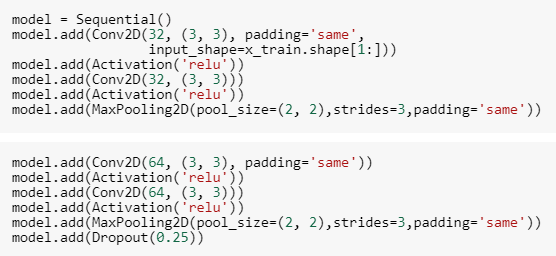 model = Sequential()
model.add(Conv2D(32, (3, 3), padding='same',
                 input_shape=x_train.shape[1:]))
model.add(Activation('relu'))
model.add(Conv2D(32, (3, 3)))
model.add(Activation('relu'))
model.add(MaxPooling2D(pool_size=(2, 2),strides=3,padding='same'))
model.add(Conv2D(64, (3, 3), padding='same'))
model.add(Activation('relu'))
model.add(Conv2D(64, (3, 3)))
model.add(Activation('relu'))
model.add(MaxPooling2D(pool_size=(2, 2),strides=3,padding='same'))
model.add(Dropout(0.25))